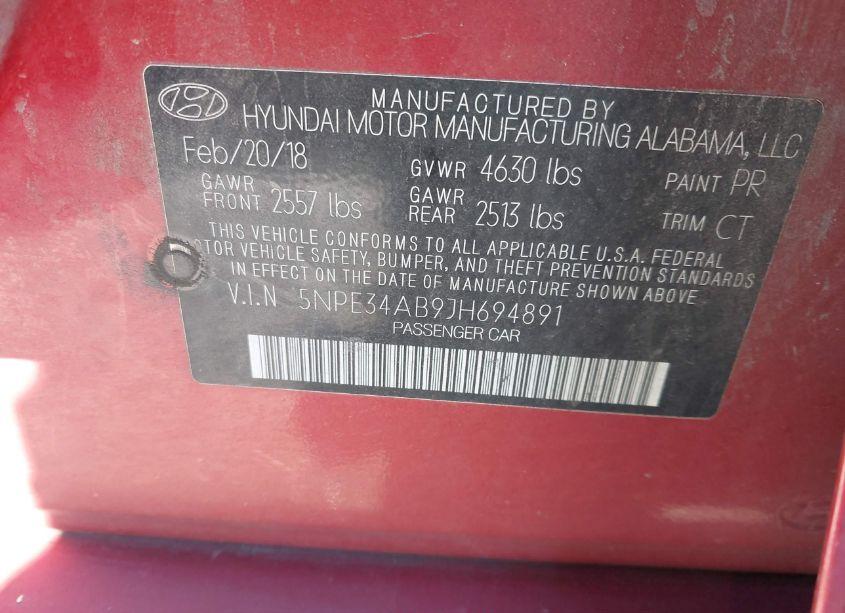 MANUFACTURED BY
HYUNDAI MOTOR MANUFACTURING ALABAMA, LLC
Feb/20/18 GVWR 4630 lbs PAINT PR
GAWR FRONT 2557 lbs GAWR REAR 2513 lbs TRIM CT
THIS VEHICLE CONFORMS TO ALL APPLICABLE U.S.A. FEDERAL
MOTOR VEHICLE SAFETY, BUMPER, AND THEFT PREVENTION STANDARDS
IN EFFECT ON THE DATE OF MANUFACTURE SHOWN ABOVE
V.I.N 5NPE34AB9JH694891
PASSENGER CAR